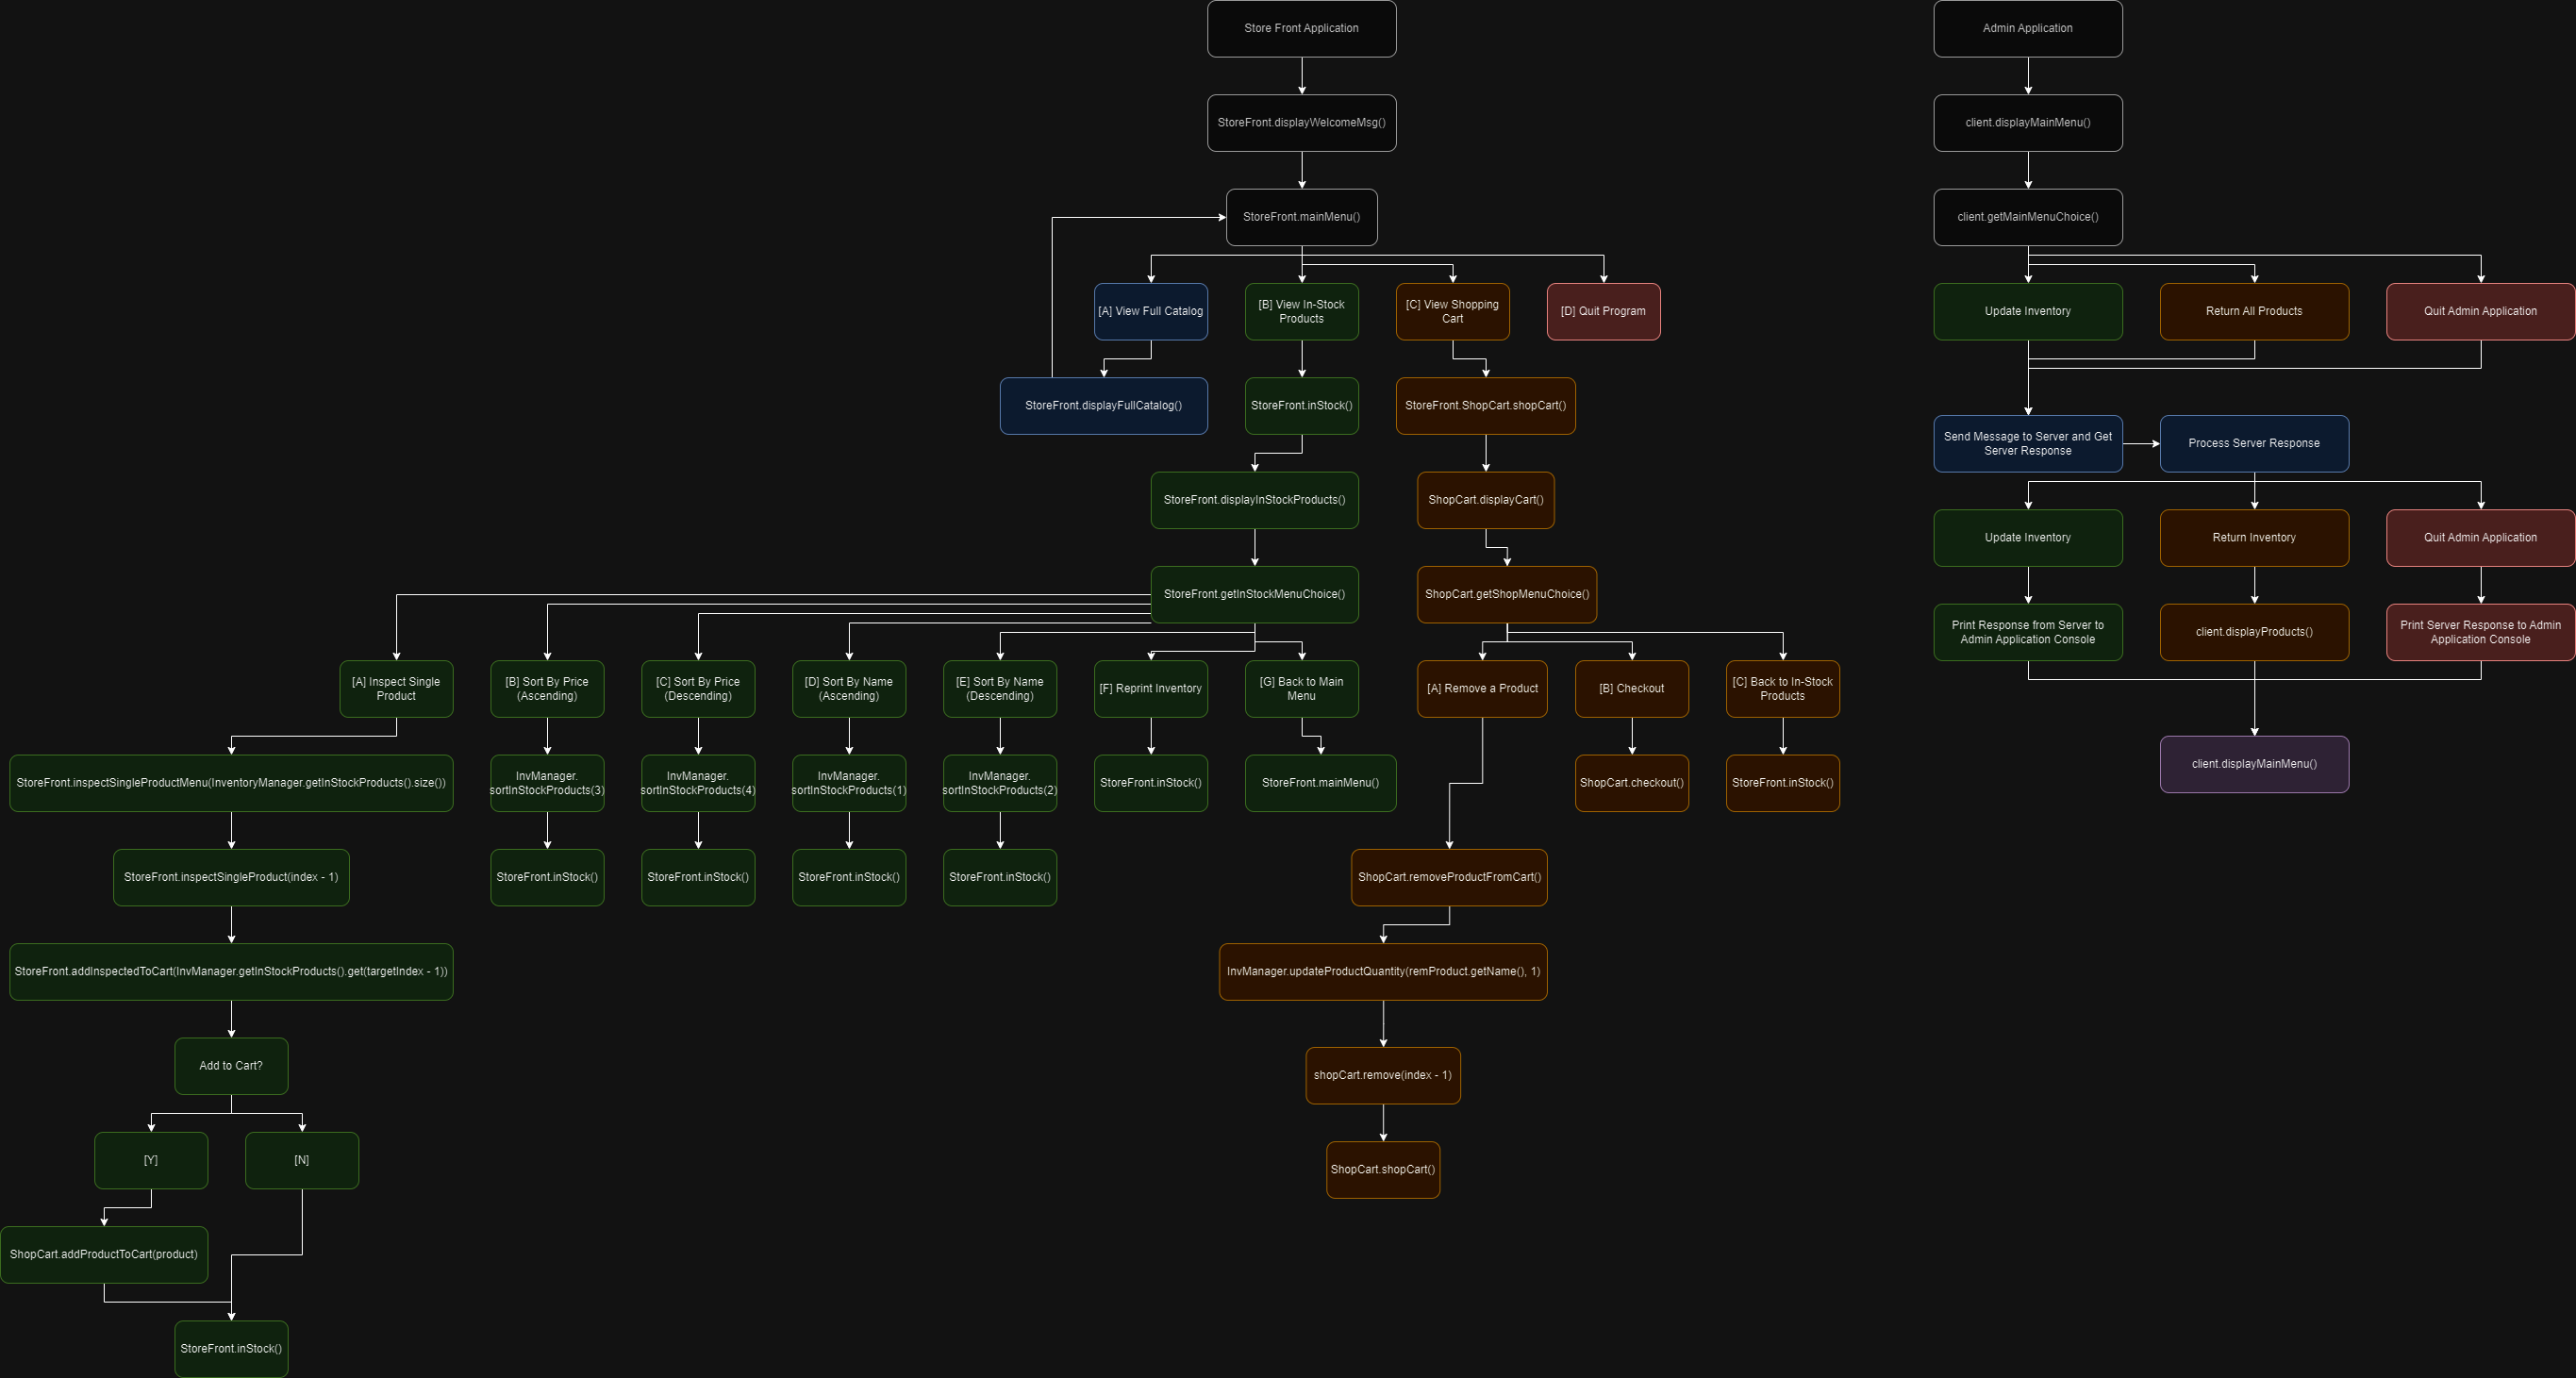 Store Front Application
StoreFront.displayWelcomeMsg()
StoreFront.mainMenu()
[A] View Full Catalog
[B] View In-Stock
Products
[C] View Shopping
Cart
[D] Quit Program
StoreFront.displayFullCatalog()
StoreFront.inStock()
StoreFront.ShopCart.shopCart()
StoreFront.displayInStockProducts()
ShopCart.displayCart()
StoreFront.getInStockMenuChoice()
ShopCart.getShopMenuChoice()
[A] Inspect Single
Product
[B] Sort By Price
(Ascending)
[C] Sort By Price
(Descending)
[D] Sort By Name
(Ascending)
[E] Sort By Name
(Descending)
[F] Reprint Inventory
[G] Back to Main
Menu
[A] Remove a Product
[B] Checkout
[C] Back to In-Stock
Products
StoreFront.inspectSingleProductMenu(InventoryManager.getInStockProducts().size())
InvManager.
sortInStockProducts(3)
InvManager.
sortInStockProducts(4)
InvManager.
sortInStockProducts(1)
InvManager.
sortInStockProducts(2)
StoreFront.inStock()
StoreFront.mainMenu()
ShopCart.checkout()
StoreFront.inStock()
StoreFront.inspectSingleProduct(index - 1)
StoreFront.inStock()
StoreFront.inStock()
StoreFront.inStock()
StoreFront.inStock()
ShopCart.removeProductFromCart()
StoreFront.addInspectedToCart(InvManager.getInStockProducts().get(targetIndex - 1))
InvManager.updateProductQuantity(remProduct.getName(), 1)
Add to Cart?
shopCart.remove(index - 1)
[Y]
[N]
ShopCart.shopCart()
ShopCart.addProductToCart(product)
StoreFront.inStock()
Admin Application
client.displayMainMenu()
client.getMainMenuChoice()
Update Inventory
Return All Products
Quit Admin Application
Send Message to Server and Get
Server Response
Process Server Response
Update Inventory
Return Inventory
Quit Admin Application
Print Response from Server to
Admin Application Console
client.displayProducts()
Print Server Response to Admin
Application Console
client.displayMainMenu()